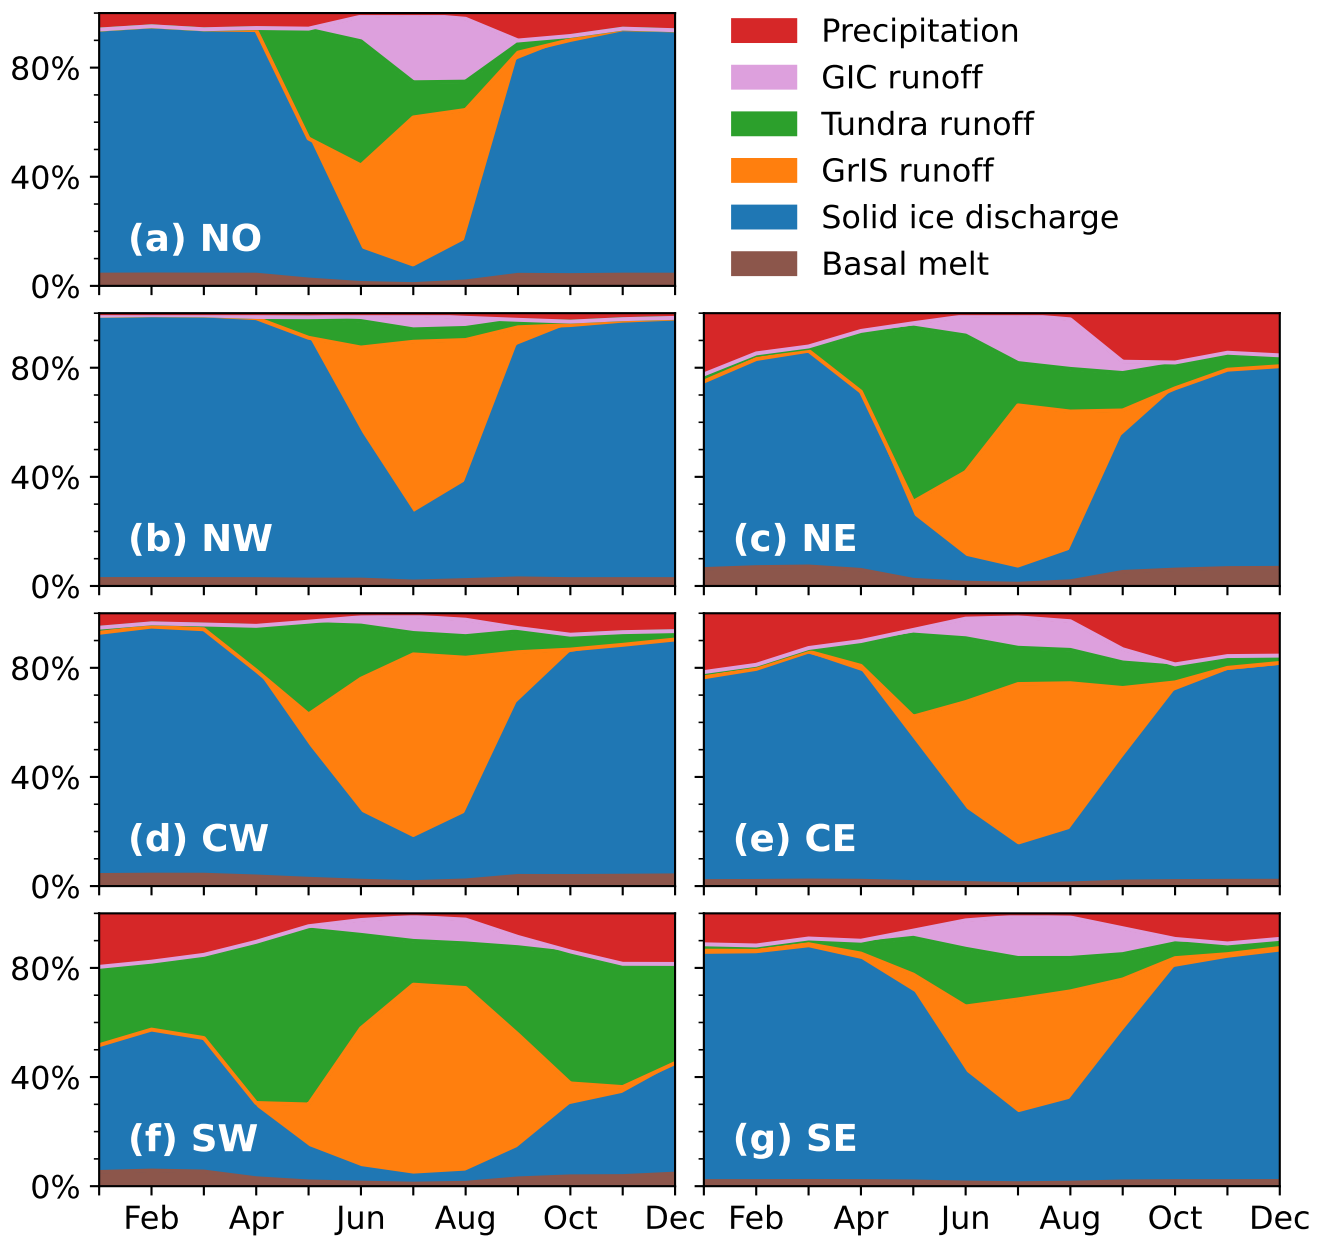 Precipitation
GIC runoff
Tundra runoff
GrIS runoff
Solid ice discharge
Basal melt
80%
40%
0%
(a) NO
80%
40%
0%
(b) NW
(c) NE
80%
40%
0%
(d) CW
(e) CE
80%
40%
0%
(f) SW
(g) SE
Feb Apr Jun Aug Oct Dec Feb Apr Jun Aug Oct Dec